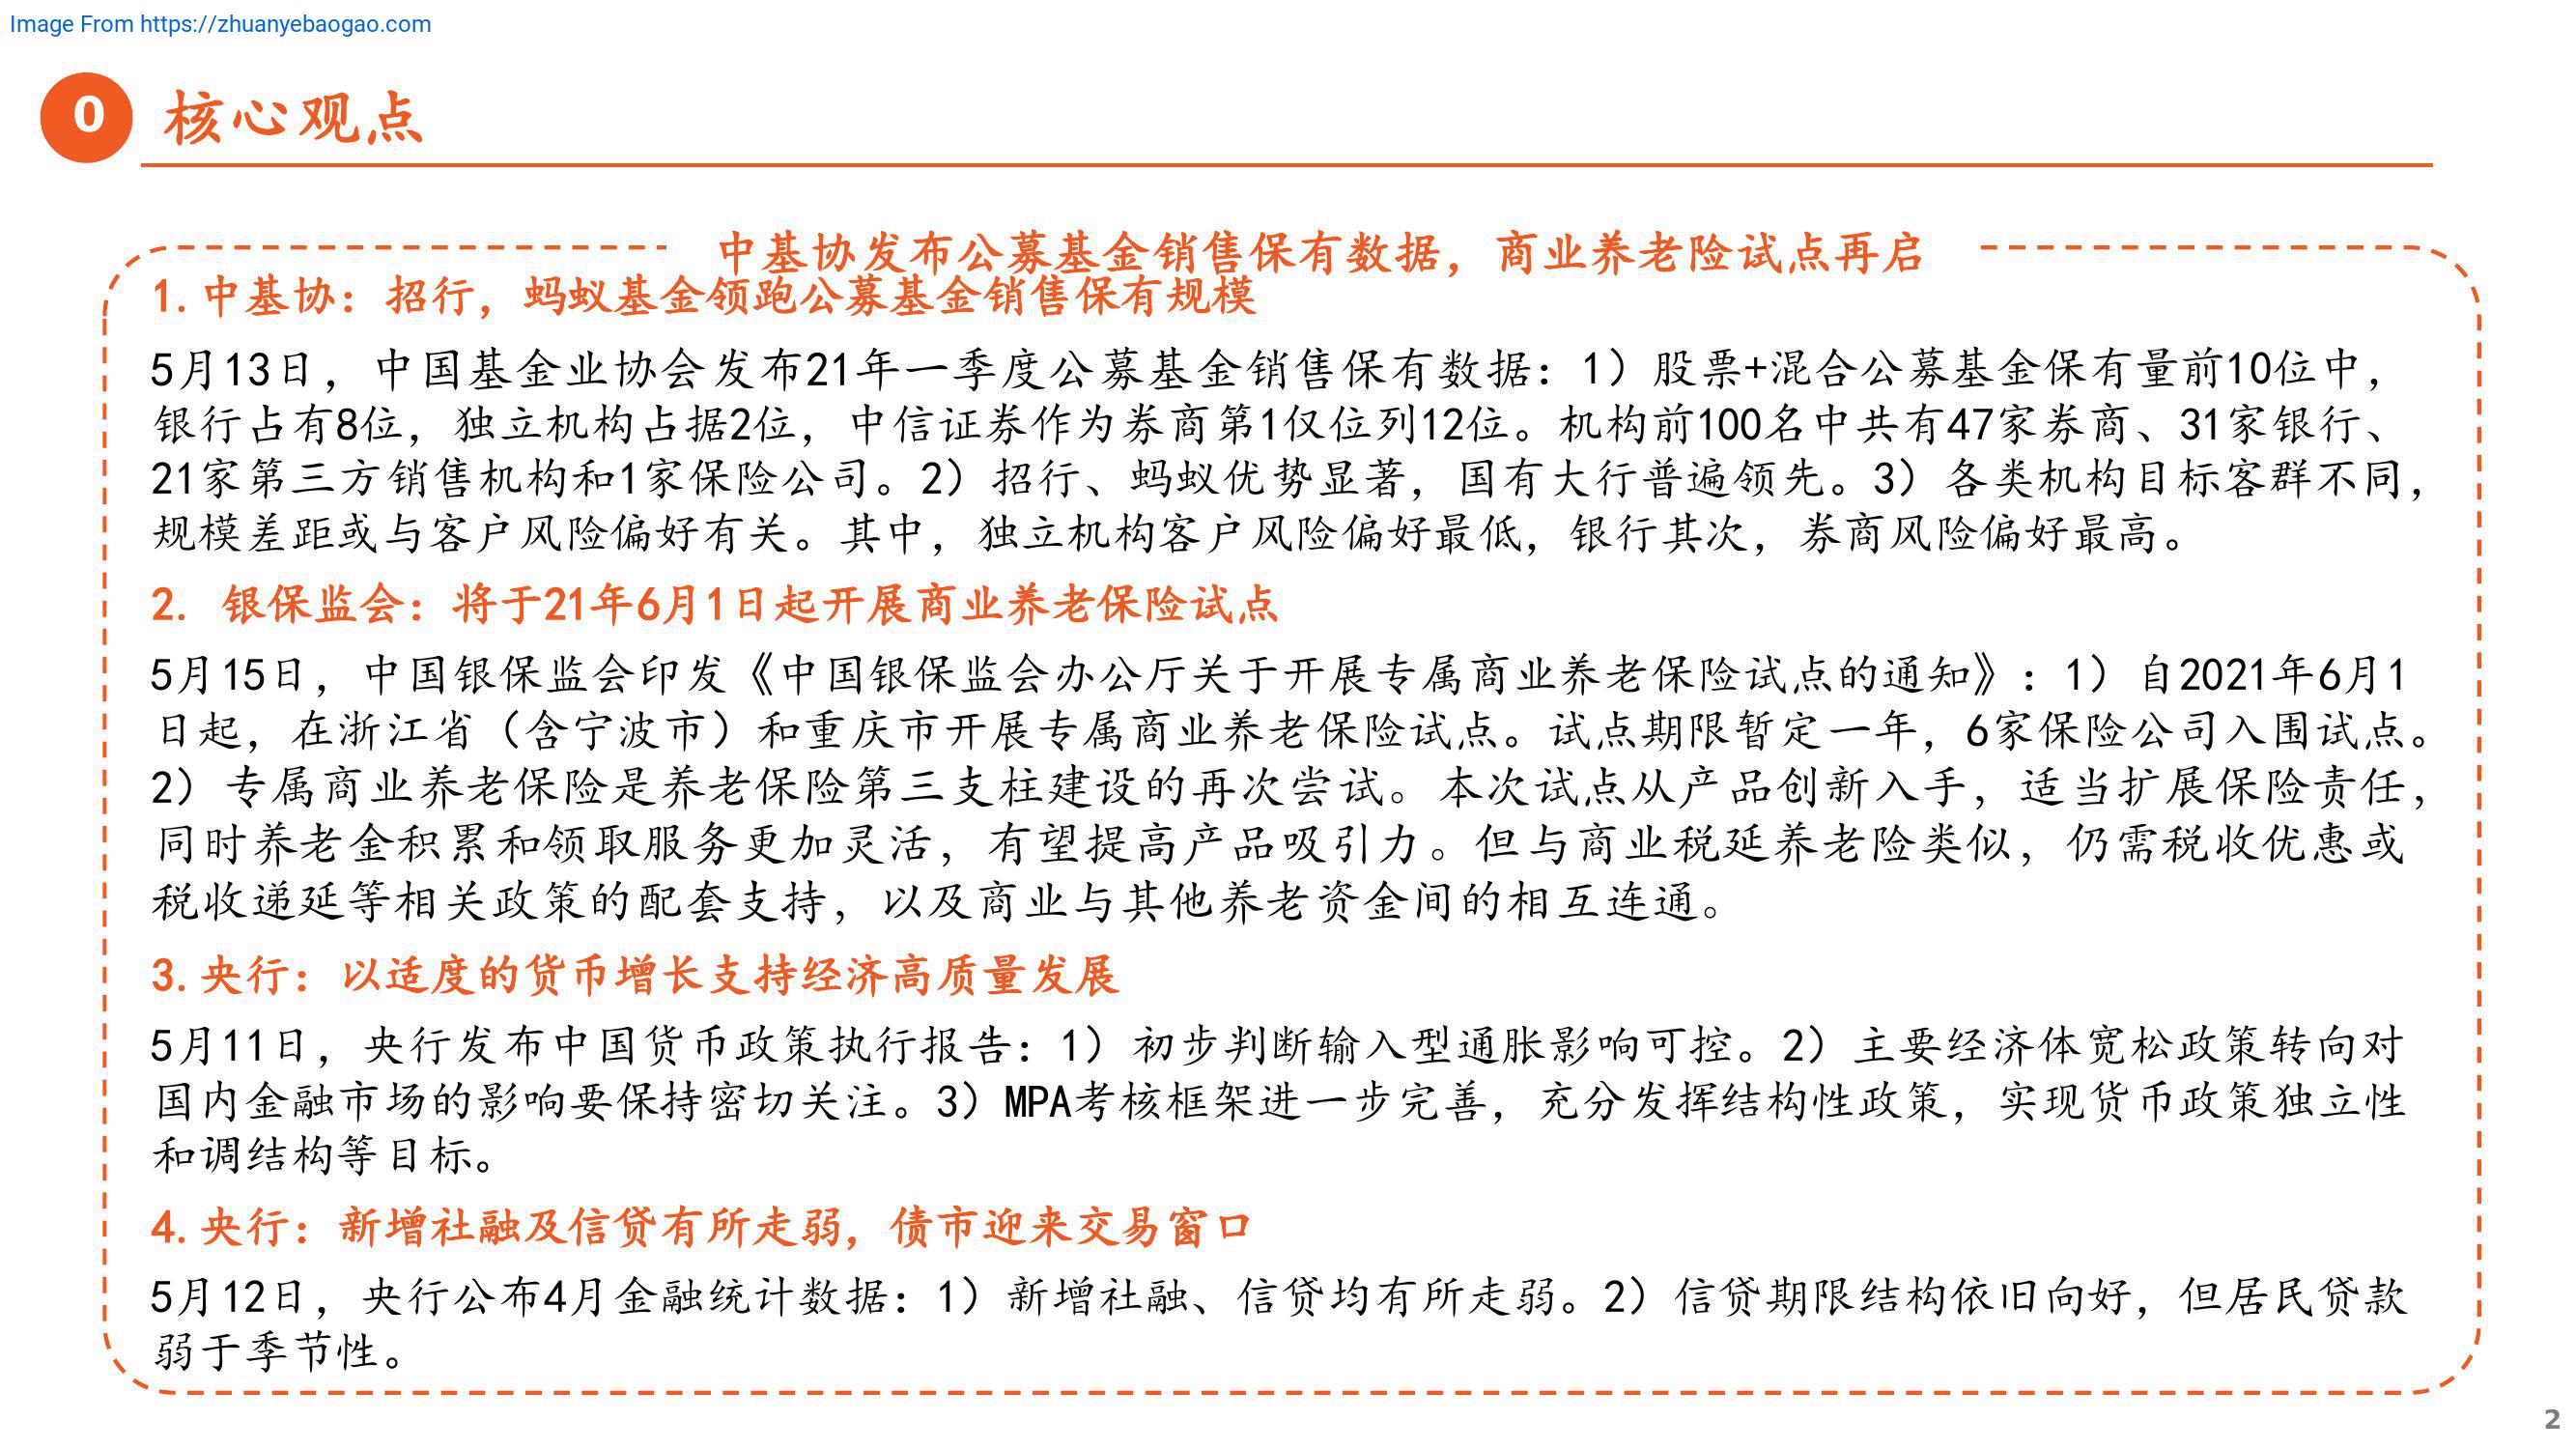 Image From https://zhuanyebaogao.com
0 核心观点
中基协发布公募基金销售保有数据，商业养老险试点再启
1.中基协：招行，蚂蚁基金领跑公募基金销售保有规模
5月13日，中国基金业协会发布21年一季度公募基金销售保有数据：1）股票+混合公募基金保有量前10位中，
银行占有8位，独立机构占据2位，中信证券作为券商第1仅位列12位。机构前100名中共有47家券商、31家银行、
21家第三方销售机构和1家保险公司。2）招行、蚂蚁优势显著，国有大行普遍领先。3）各类机构目标客群不同，
规模差距或与客户风险偏好有关。其中，独立机构客户风险偏好最低，银行其次，券商风险偏好最高。
2. 银保监会：将于21年6月1日起开展商业养老保险试点
5月15日，中国银保监会印发《中国银保监会办公厅关于开展专属商业养老保险试点的通知》：1）自2021年6月1
日起，在浙江省（含宁波市）和重庆市开展专属商业养老保险试点。试点期限暂定一年，6家保险公司入围试点。
2）专属商业养老保险是养老保险第三支柱建设的再次尝试。本次试点从产品创新入手，适当扩展保险责任，
同时养老金积累和领取服务更加灵活，有望提高产品吸引力。但与商业税延养老险类似，仍需税收优惠或
税收递延等相关政策的配套支持，以及商业与其他养老资金间的相互连通。
3.央行：以适度的货币增长支持经济高质量发展
5月11日，央行发布中国货币政策执行报告：1）初步判断输入型通胀影响可控。2）主要经济体宽松政策转向对
国内金融市场的影响要保持密切关注。3）MPA考核框架进一步完善，充分发挥结构性政策，实现货币政策独立性
和调结构等目标。
4.央行：新增社融及信贷有所走弱，债市迎来交易窗口
5月12日，央行公布4月金融统计数据：1）新增社融、信贷均有所走弱。2）信贷期限结构依旧向好，但居民贷款
弱于季节性。
2